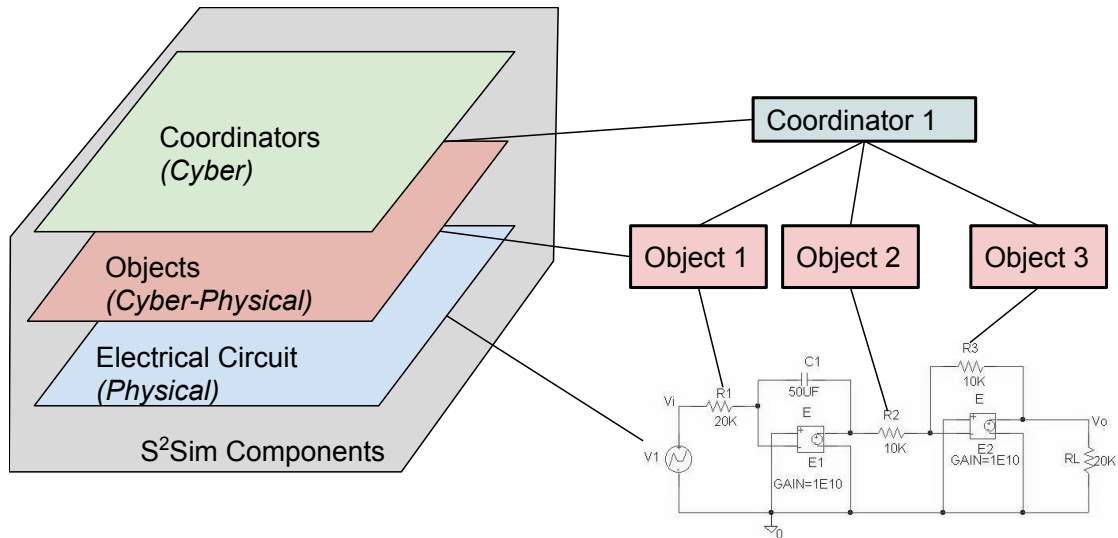 Coordinators
(Cyber)
Objects
(Cyber-Physical)
Electrical Circuit
(Physical)
S²Sim Components
Coordinator 1
Object 1
Object 2
Object 3
R3
10K
C1
50UF
R1
20K
Vi
E
R2
10K
E
Vo
V1
E1
E2
GAIN=1E10
GAIN=1E10
RL
20K
0